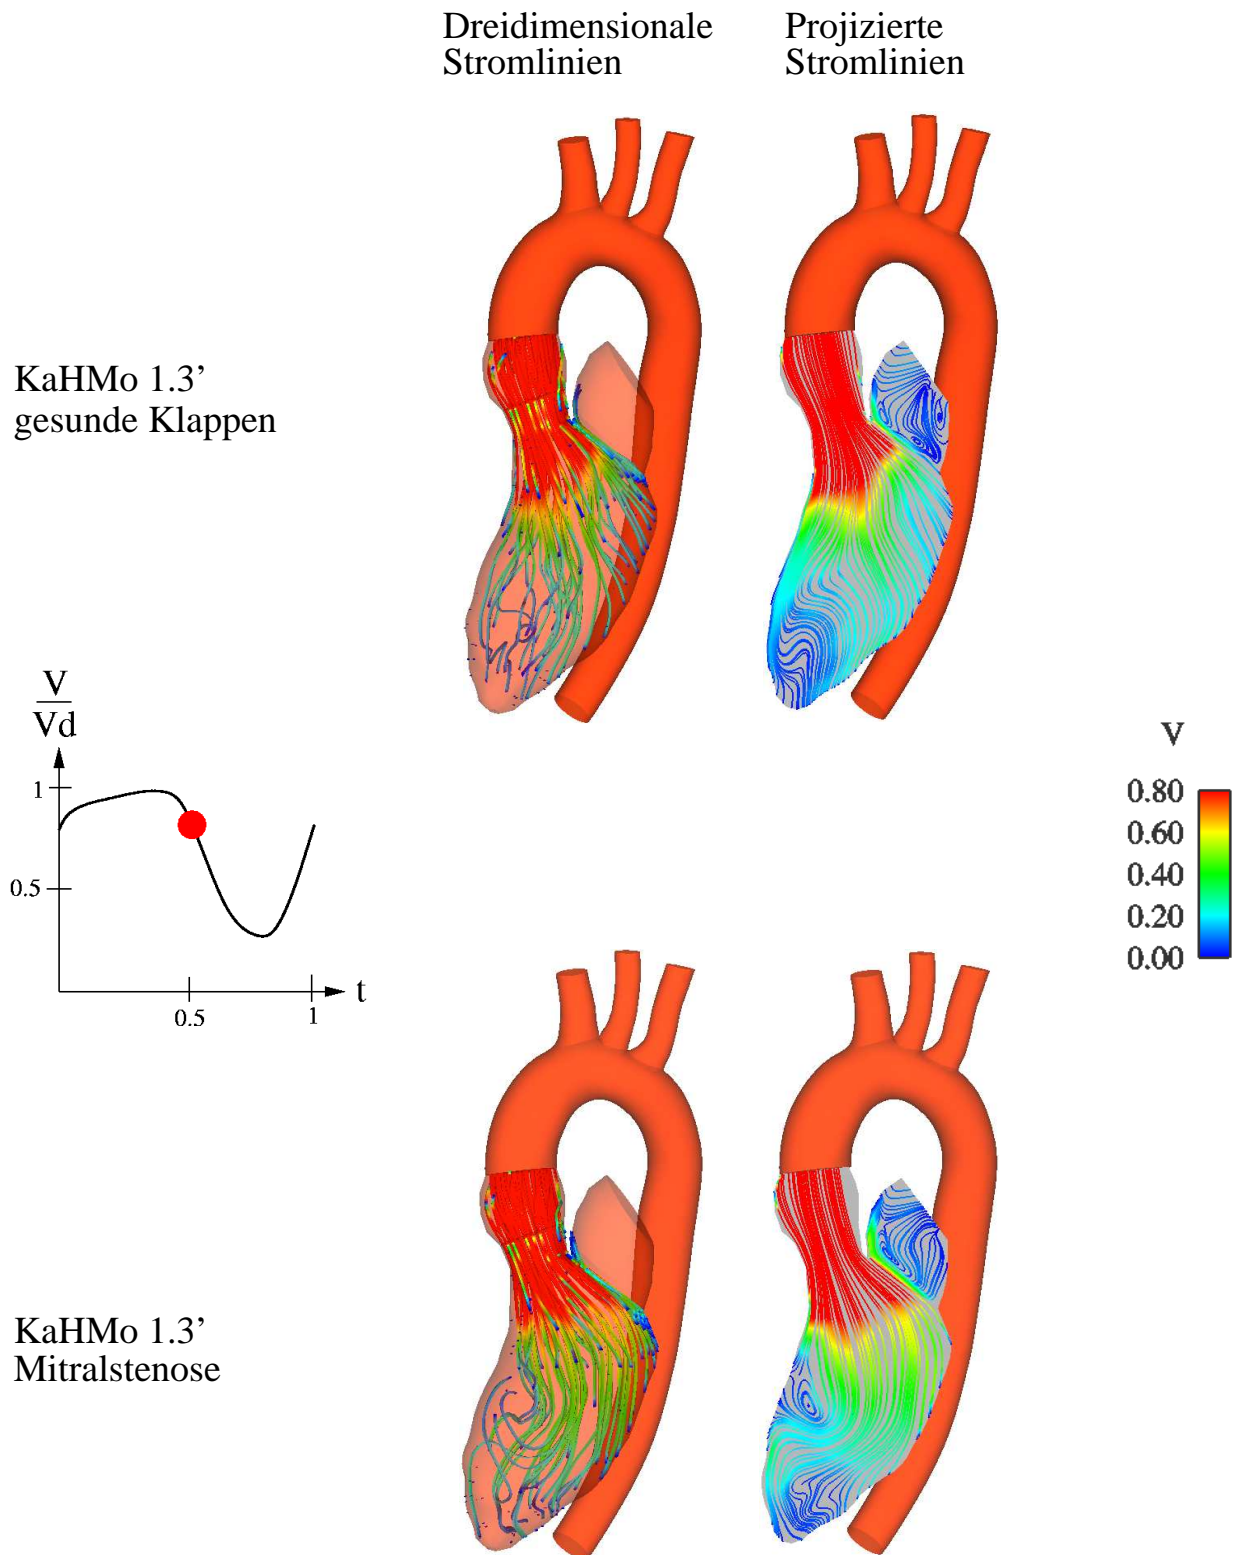 Dreidimensionale
Stromlinien
Projizierte
Stromlinien
KaHMo 1.3’
gesunde Klappen
V
Vd
1
0.5
0.5
1
t
V
0.80
0.60
0.40
0.20
0.00
KaHMo 1.3’
Mitralstenose